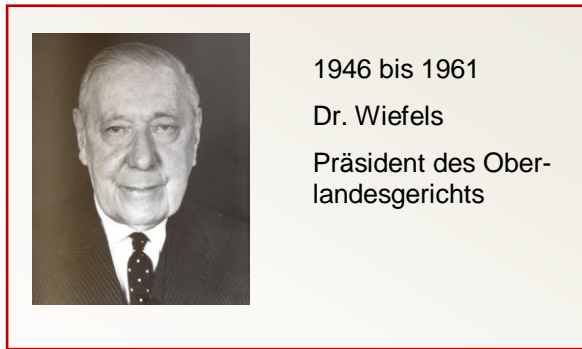 1946 bis 1961
Dr. Wiefels
Präsident des Ober-
landesgerichts